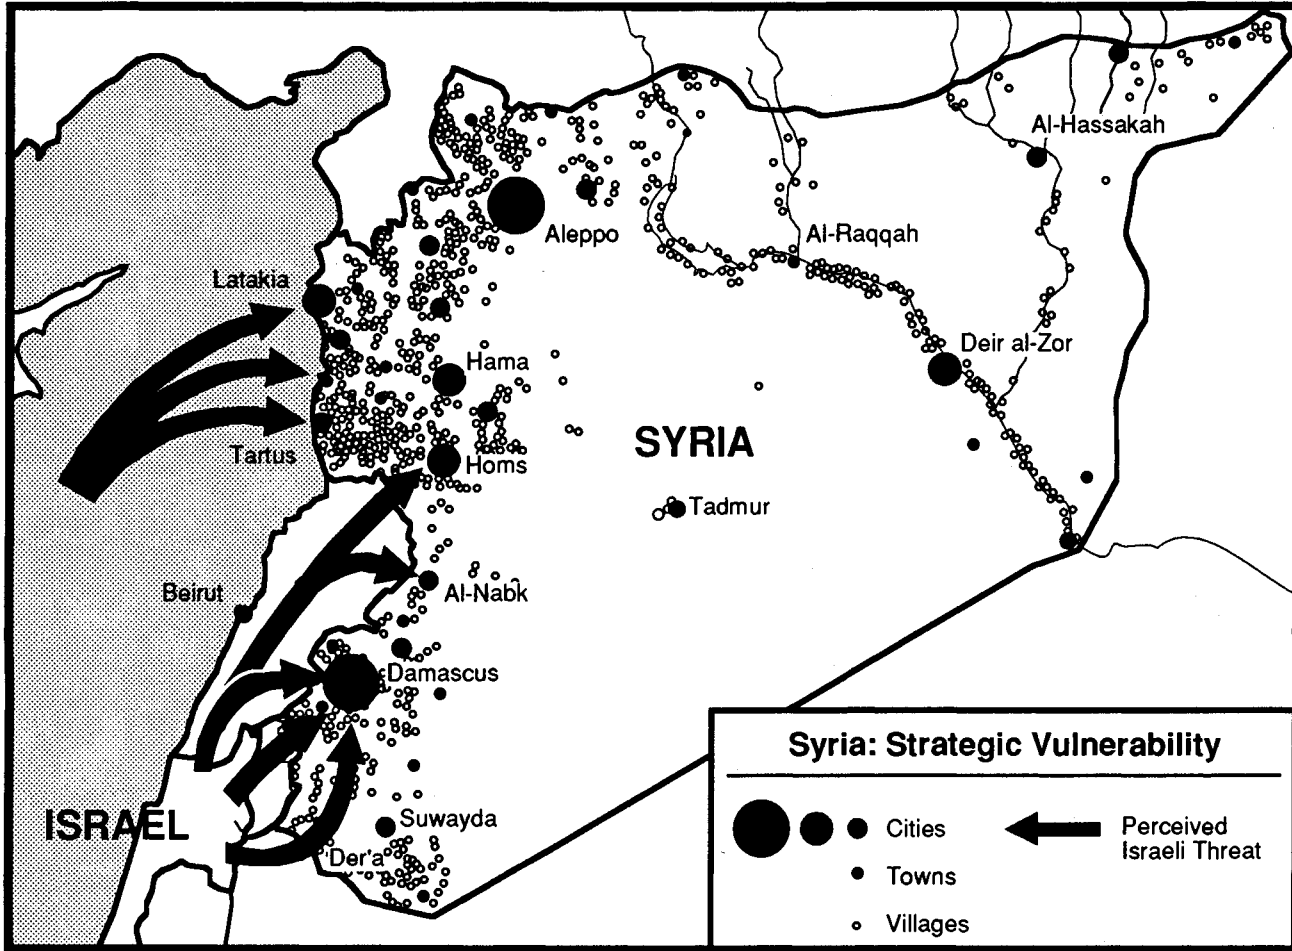 Al-Hassakah
Aleppo
Al-Raqqah
Latakia
Deir al-Zor
Hama
SYRIA
Tartus
Homs
Tadmur
Beirut
Al-Nabk
Damascus
ISRAEL
Suwayda
'Der'a'
Syria: Strategic Vulnerability
Cities
Perceived
Israeli Threat
Towns
Villages